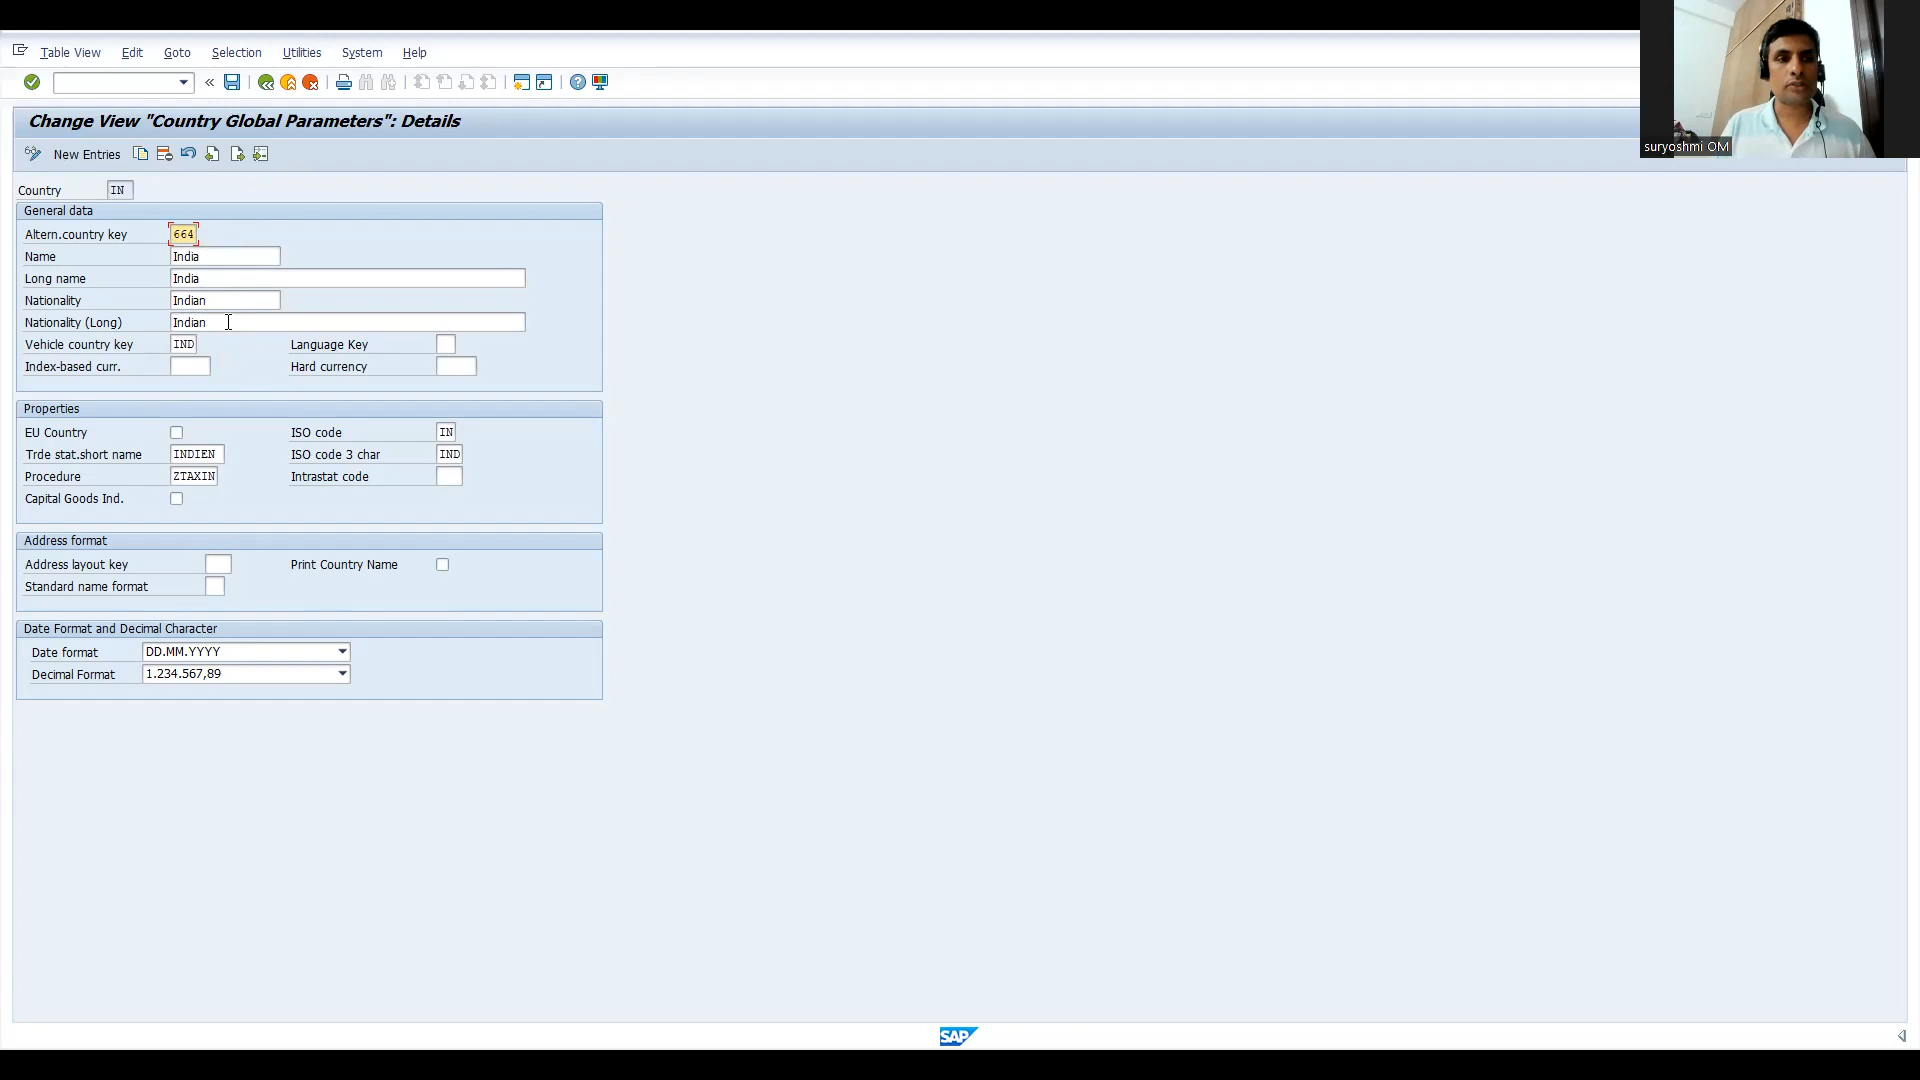 Table View Edit Goto Selection Utilities System Help
Change View "Country Global Parameters": Details
New Entries
Country IN
General data
Altern.country key 664
Name India
Long name India
Nationality Indian
Nationality (Long) Indian
Vehicle country key IND Language Key
Index-based curr. Hard currency
Properties
EU Country ISO code IN
Trde stat.short name INDIEN ISO code 3 char IND
Procedure ZTAXIN Intrastat code
Capital Goods Ind.
Address format
Address layout key Print Country Name
Standard name format
Date Format and Decimal Character
Date format DD.MM.YYYY
Decimal Format 1.234.567,89
suryoshmi OM
SAP